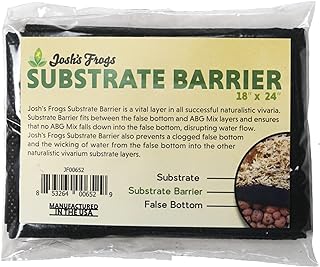 Josh's Frogs
SUBSTRATE BARRIER
18" x 24"
Josh's Frogs Substrate Barrier is a vital layer in all successful naturalistic vivaria.
Substrate Barrier fits between the false bottom and ABG Mix layers and ensures
that no ABG Mix falls down into the false bottom, disrupting water flow.
Josh's Frogs Substrate Barrier also prevents a clogged false bottom
and the wicking of water from the false bottom into the other
naturalistic vivarium substrate layers.
JF00652
8 53264 00652 9
MANUFACTURED
IN THE USA
Substrate
Substrate Barrier
False Bottom